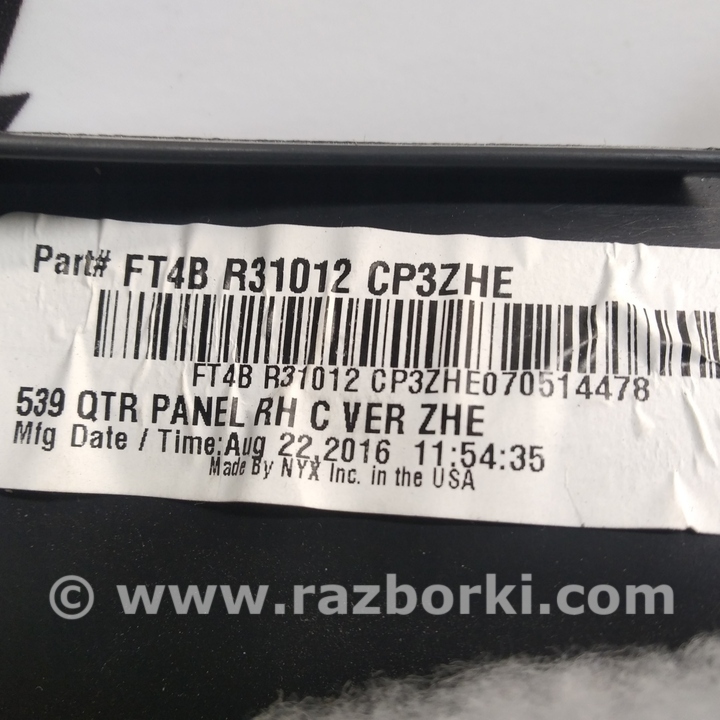 Part# FT4B R31012 CP3ZHE
FT4B R31012 CP3ZHE070514478
539 QTR PANEL RH C VER ZHE
Mfg Date / Time:Aug 22,2016 11:54:35
Made By NYX Inc. in the USA
© www.razborki.com